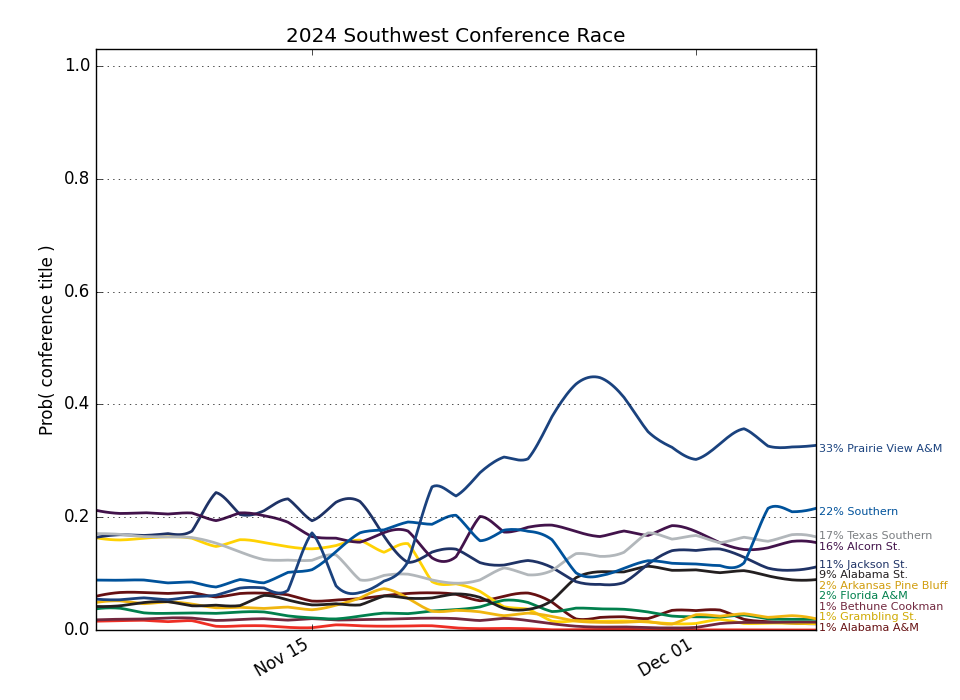 2024 Southwest Conference Race
1.0
0.8
0.6
0.4
0.2
0.0
Prob( conference title )
Nov 15
Dec 01
33% Prairie View A&M
22% Southern
17% Texas Southern
16% Alcorn St.
11% Jackson St.
9% Alabama St.
2% Arkansas Pine Bluff
2% Florida A&M
1% Bethune Cookman
1% Grambling St.
1% Alabama A&M